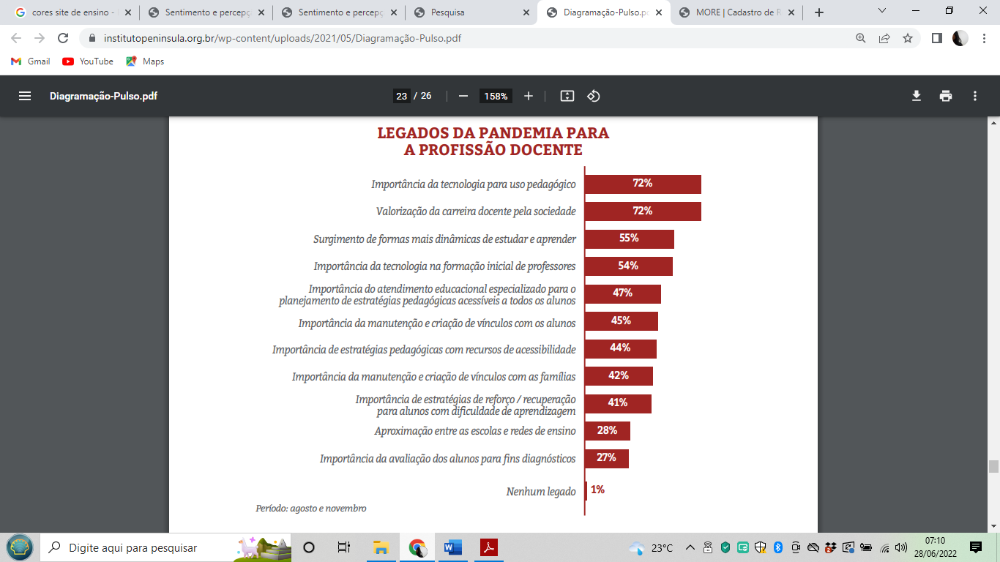 cores site de ensino -
Sentimento e percepç
Sentimento e percepç
Pesquisa
Diagramação-Pulso.p
MORE | Cadastro de R
institutopeninsula.org.br/wp-content/uploads/2021/05/Diagramação-Pulso.pdf
Gmail
YouTube
Maps
Diagramação-Pulso.pdf
23 / 26
158%
LEGADOS DA PANDEMIA PARA
A PROFISSÃO DOCENTE
Importância da tecnologia para uso pedagógico 72%
Valorização da carreira docente pela sociedade 72%
Surgimento de formas mais dinâmicas de estudar e aprender 55%
Importância da tecnologia na formação inicial de professores 54%
Importância do atendimento educacional especializado para o
planejamento de estratégias pedagógicas acessíveis a todos os alunos 47%
Importância da manutenção e criação de vínculos com os alunos 45%
Importância de estratégias pedagógicas com recursos de acessibilidade 44%
Importância da manutenção e criação de vínculos com as famílias 42%
Importância de estratégias de reforço / recuperação
para alunos com dificuldade de aprendizagem 41%
Aproximação entre as escolas e redes de ensino 28%
Importância da avaliação dos alunos para fins diagnósticos 27%
Nenhum legado 1%
Período: agosto e novembro
Digite aqui para pesquisar
23°C
07:10
28/06/2022